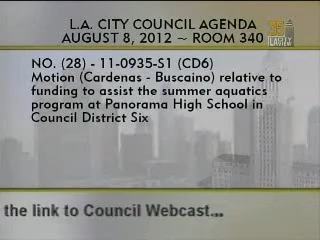 L.A. CITY COUNCIL AGENDA
AUGUST 8, 2012 ~ ROOM 340
NO. (28) - 11-0935-S1 (CD6)
Motion (Cardenas - Buscaino) relative to
funding to assist the summer aquatics
program at Panorama High School in
Council District Six
the link to Council Webcast...